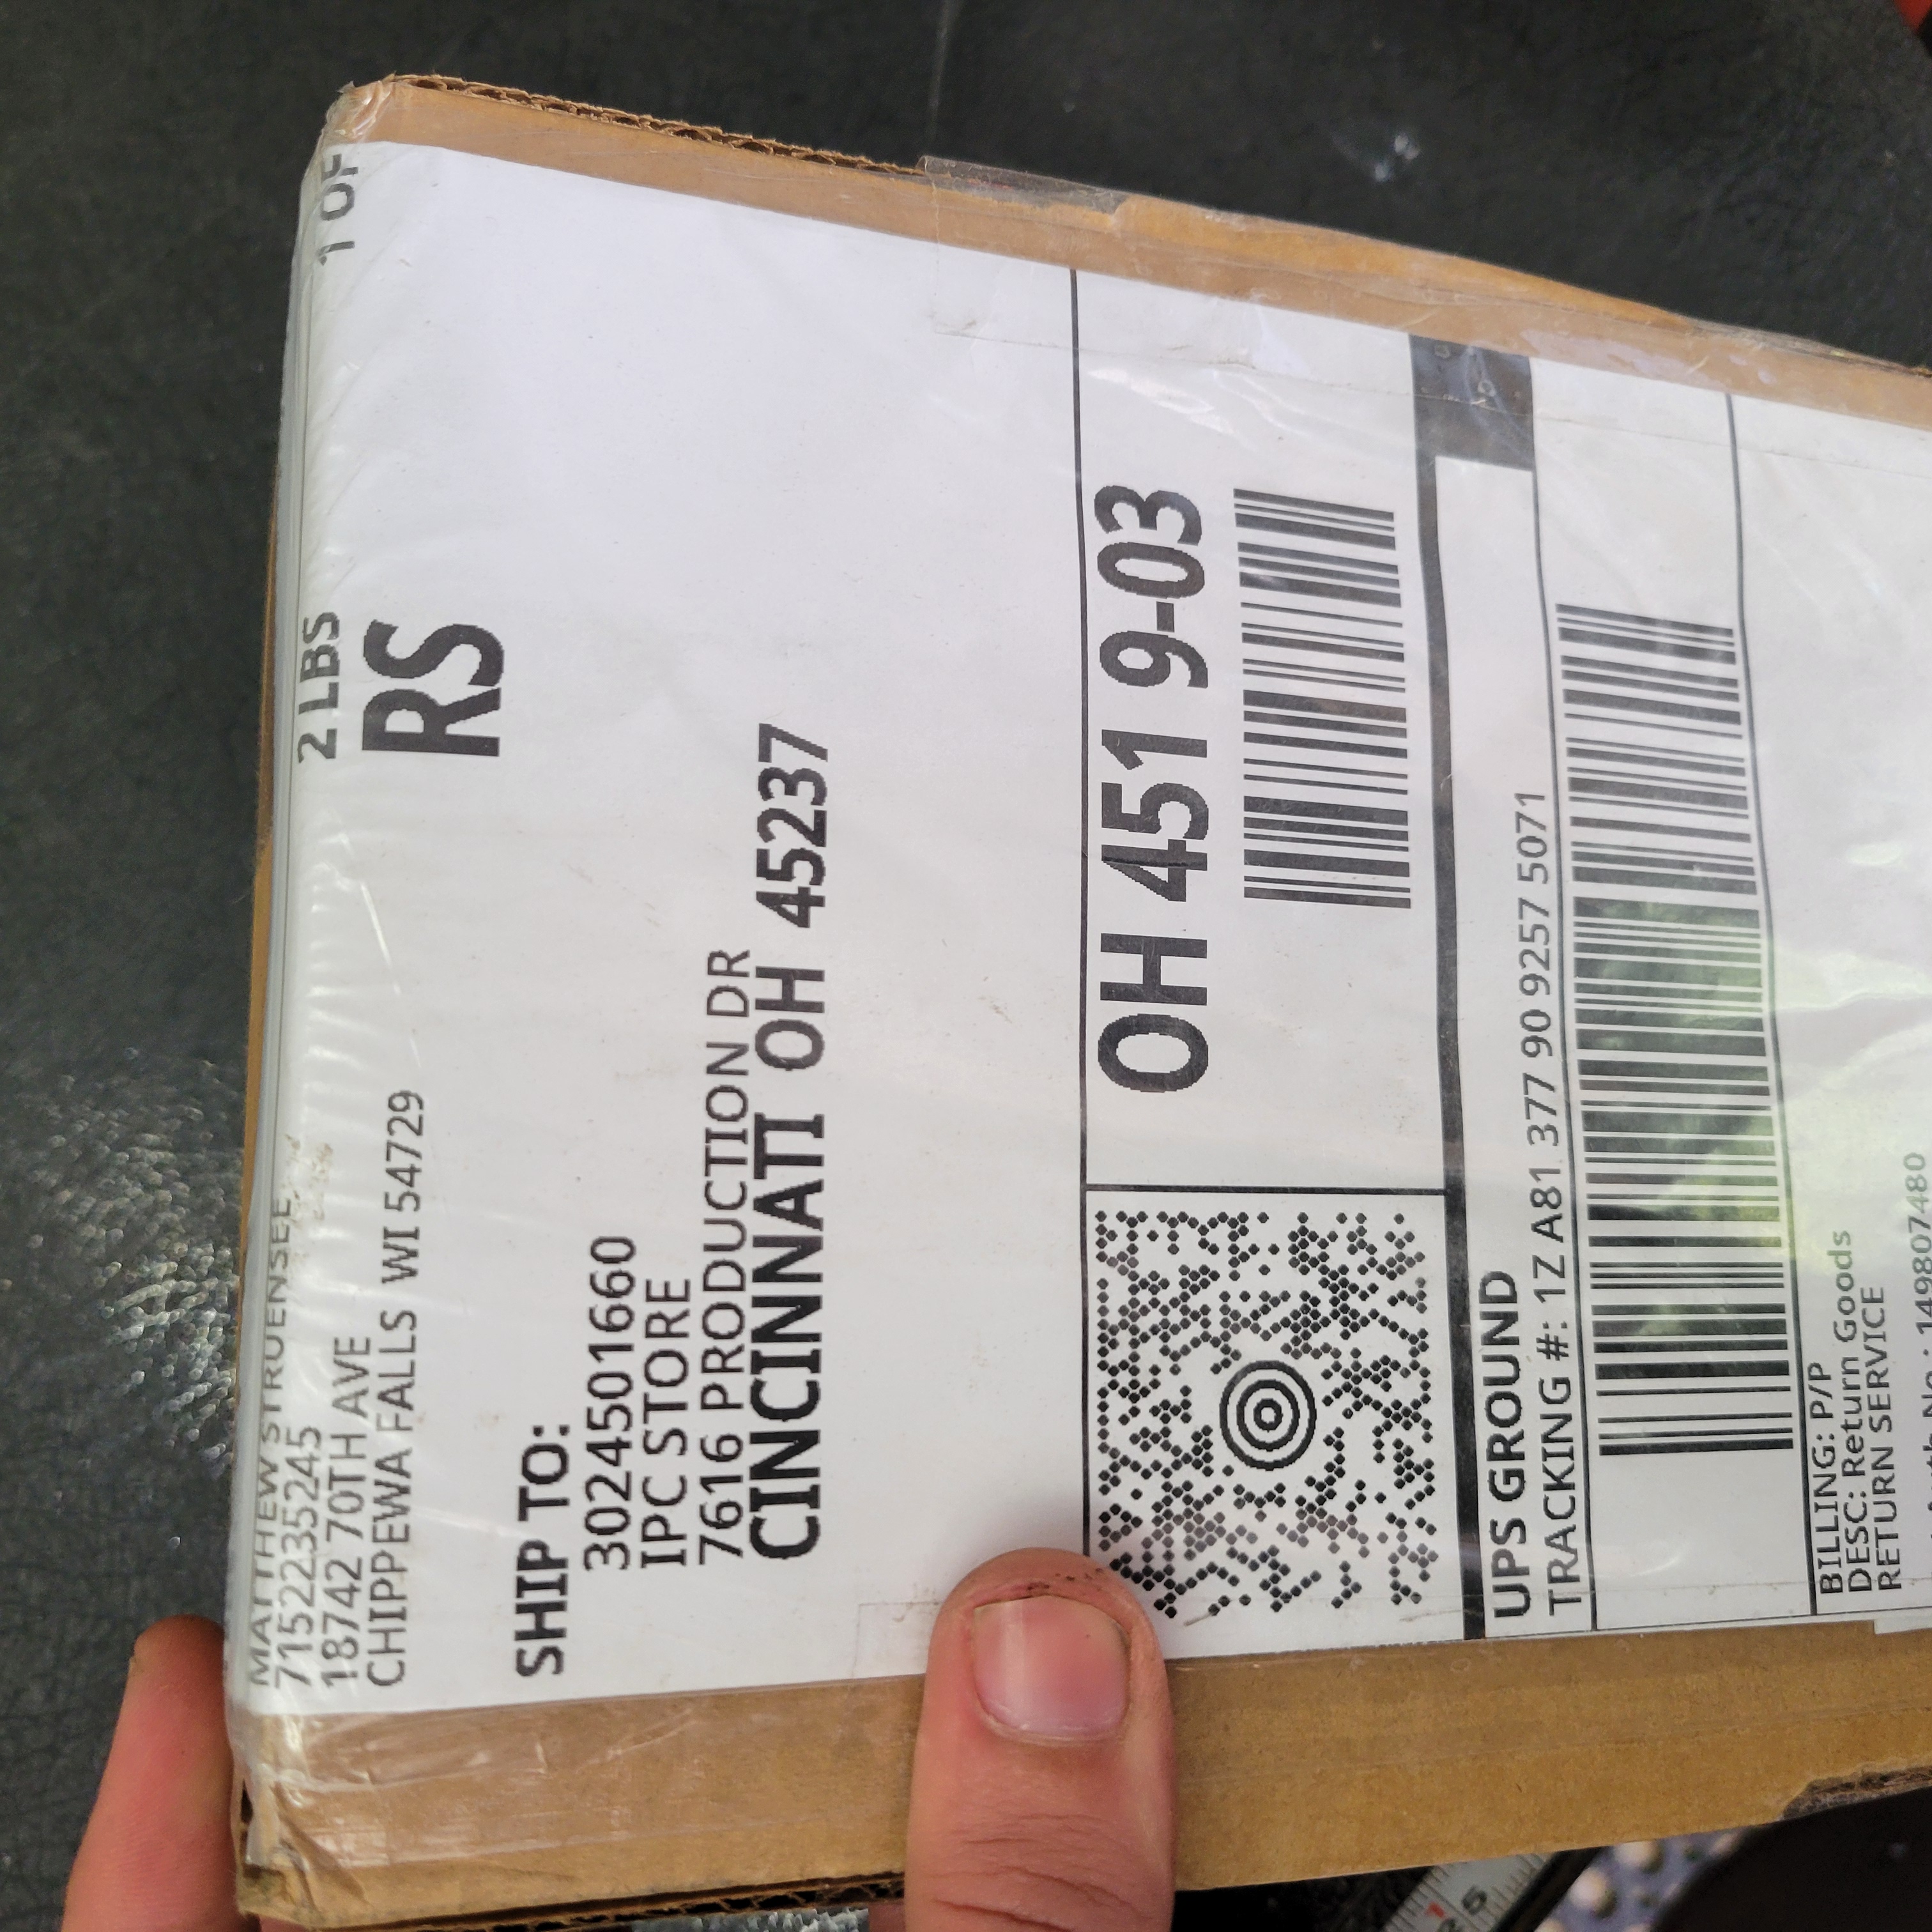 MATTHEW STRUENSEE
7152235245
18742 70TH AVE
CHIPPEWA FALLS WI 54729
2 LBS
1 OF
RS
SHIP TO:
3024501660
IPC STORE
7616 PRODUCTION DR
CINCINNATI OH 45237
OH 451 9-03
UPS GROUND
TRACKING #: 1Z A81 377 90 9257 5071
BILLING: P/P
DESC: Return Goods
RETURN SERVICE
No.: 149807480